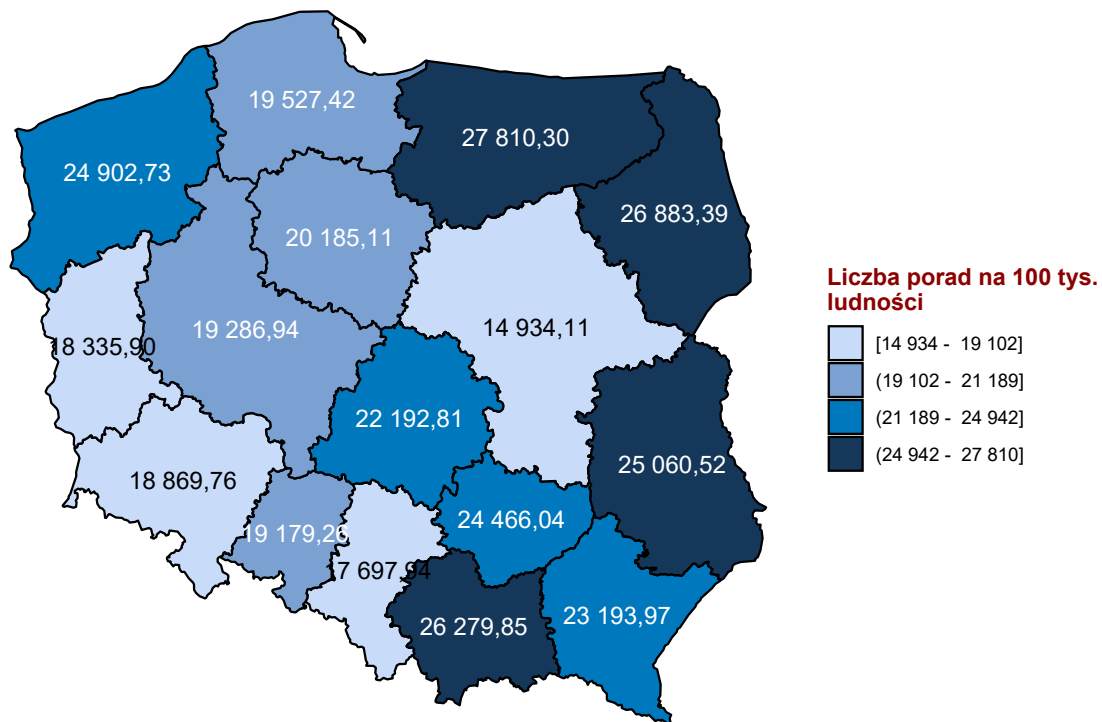 19 527,42
27 810,30
24 902,73
26 883,39
20 185,11
Liczba porad na 100 tys.
ludności
19 286,94
14 934,11
18 335,90
[14 934 - 19 102]
(19 102 - 21 189]
(21 189 - 24 942]
(24 942 - 27 810]
22 192,81
25 060,52
18 869,76
24 466,04
19 179,26
17 697,94
23 193,97
26 279,85